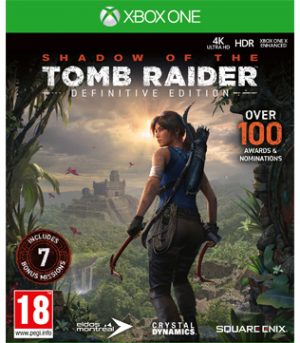 XBOX ONE
4K
ULTRA HD
HDR
XBOX ONE X
ENHANCED
SHADOW OF THE
TOMB RAIDER
DEFINITIVE EDITION
OVER
100
AWARDS &
NOMINATIONS
INCLUDES
7
BONUS MISSIONS
18
www.pegi.info
eidos
montréal
CRYSTAL
DYNAMICS
SQUARE ENIX